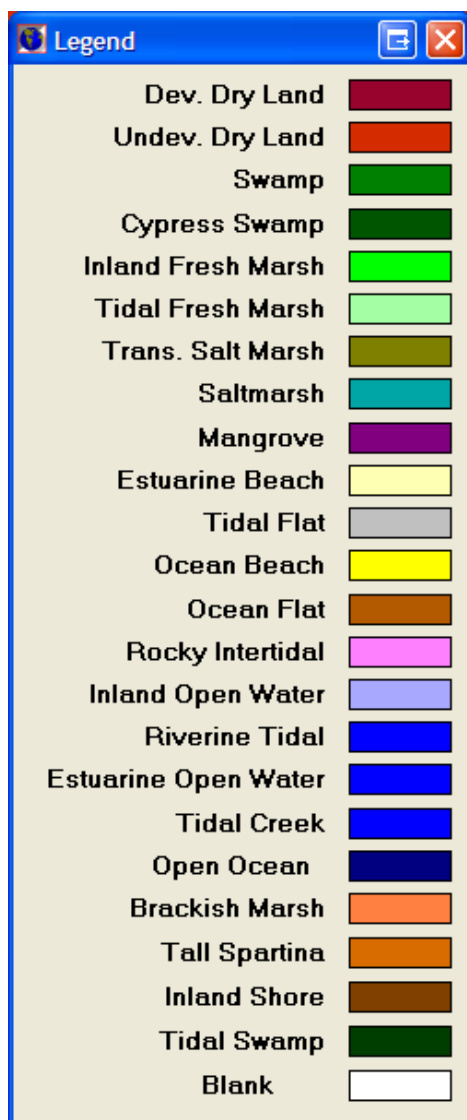 Legend
Dev. Dry Land
Undev. Dry Land
Swamp
Cypress Swamp
Inland Fresh Marsh
Tidal Fresh Marsh
Trans. Salt Marsh
Saltmarsh
Mangrove
Estuarine Beach
Tidal Flat
Ocean Beach
Ocean Flat
Rocky Intertidal
Inland Open Water
Riverine Tidal
Estuarine Open Water
Tidal Creek
Open Ocean
Brackish Marsh
Tall Spartina
Inland Shore
Tidal Swamp
Blank